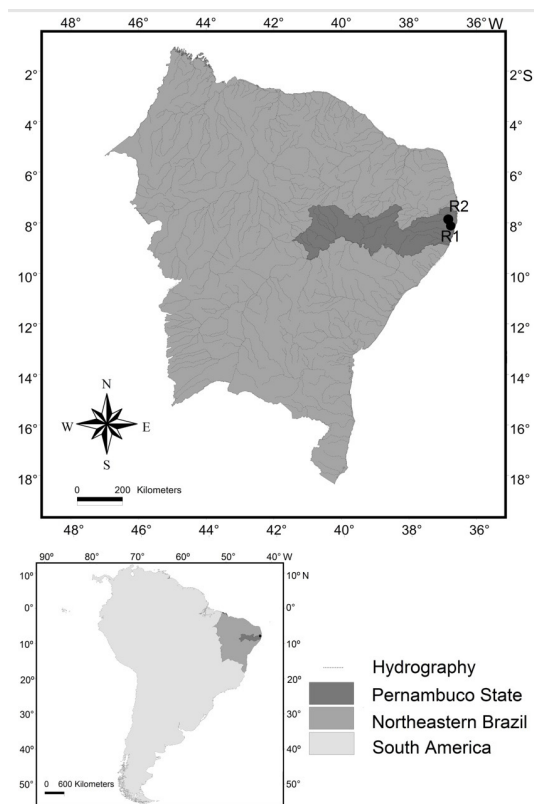 48° 46° 44° 42° 40° 38° 36° W
2° 2°S
4° 4°
6° 6°
R2
8° 8°
R1
10° 10°
12° 12°
14° 14°
N
16° 16°
W E
S
18° 18°
0 200 Kilometers
48° 46° 44° 42° 40° 38° 36°
90° 80° 70° 60° 50° 40° W
10° 10° N
0° 0°
10° 10°
20° 20°
30° 30°
40° 40°
50° 50°
0 600 Kilometers
Hydrography
Pernambuco State
Northeastern Brazil
South America